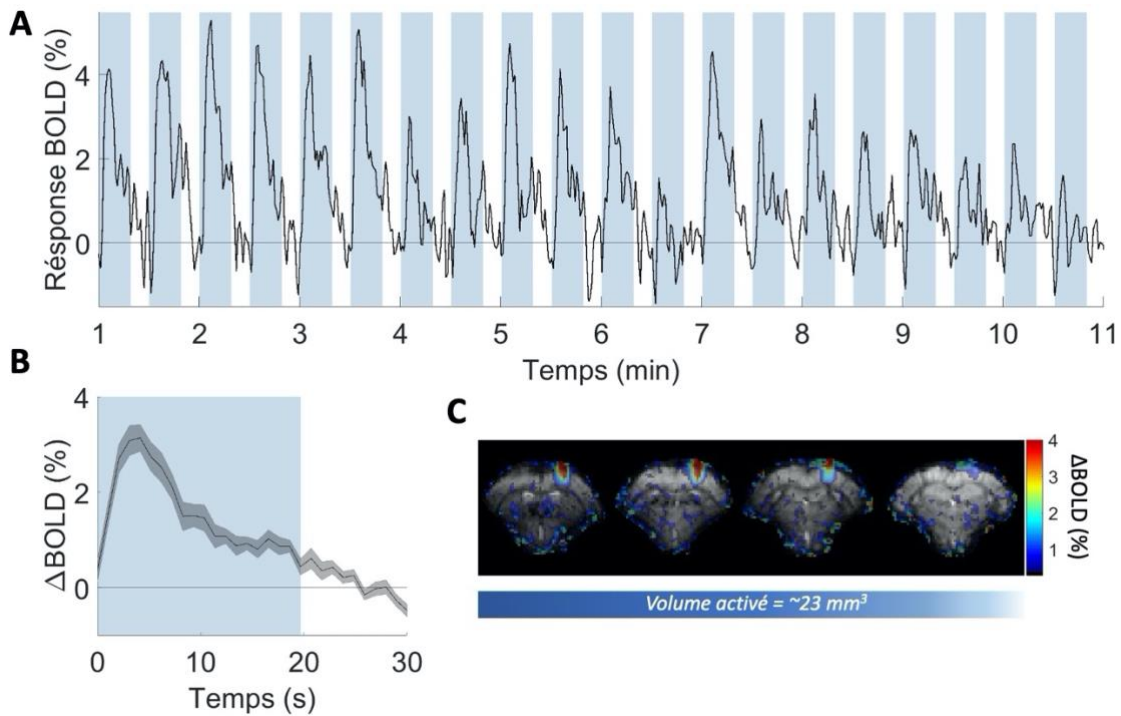 A
Résponse BOLD (%)
4
2
0
1 2 3 4 5 6 7 8 9 10 11
Temps (min)
B
ΔBOLD (%)
4
2
0
0 10 20 30
Temps (s)
C
4
3
2
1
ΔBOLD (%)
Volume activé = ~23 mm³